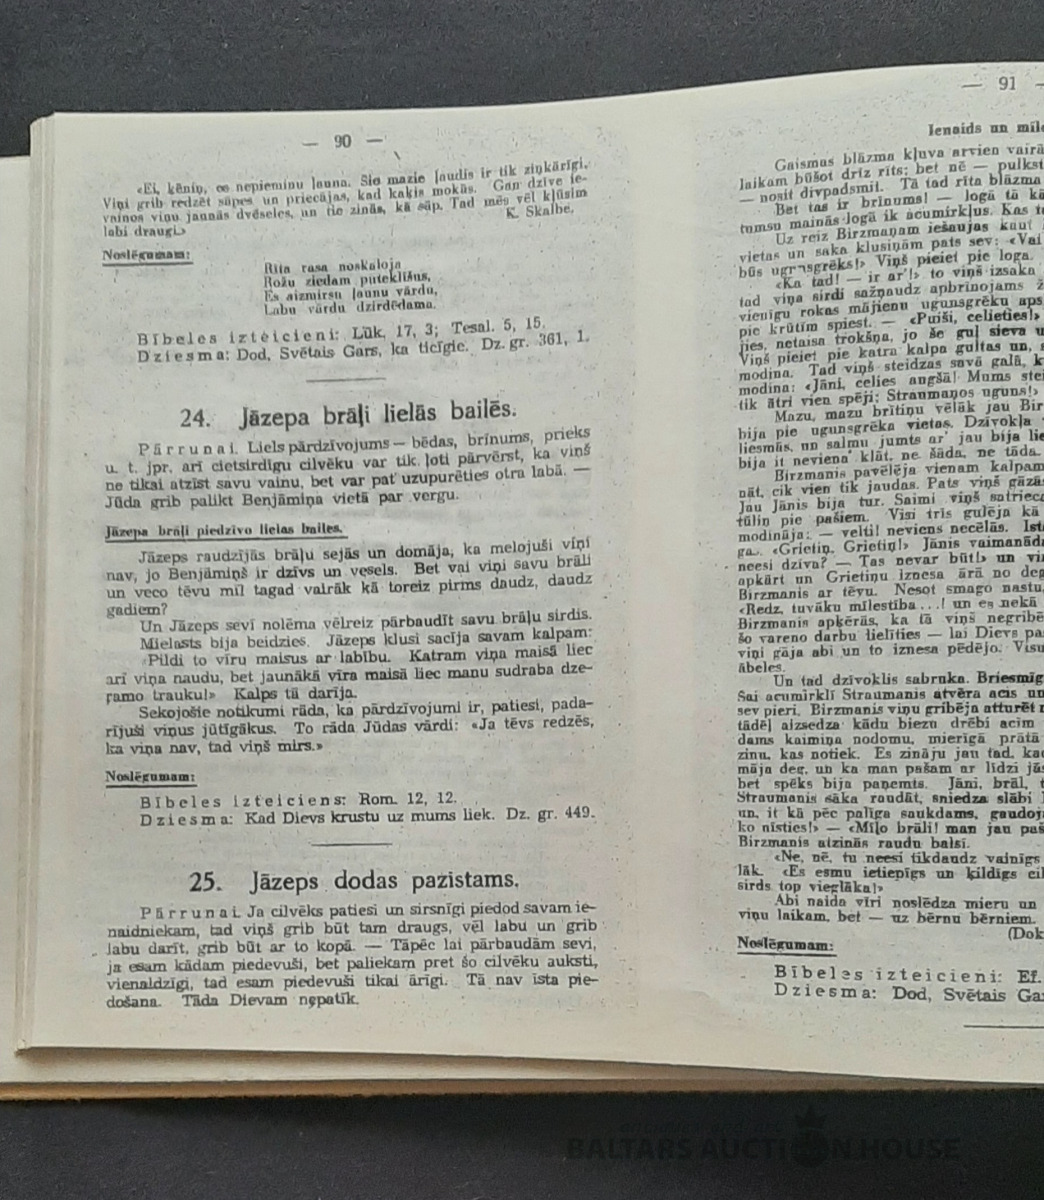 — 90 —
«Ei, ķēniņ, es nepieminu ļauna. Šie mazie ļaudis ir tik ziņkārīgi.
Viņi grib redzēt sāpes un priecājas, kad kaķis mokās. Gan dzīve ie-
vainos viņu jaunās dvēseles, un tie zinās, kā sāp. Tad mēs vēl kļūsim
labi draugi.»
K. Skalbe.
Noslēgumam:
Rīta rasa noskaloja
Rožu ziedam puteklīšus,
Es aizmirsu ļaunu vārdu,
Labu vārdu dzirdēdama.
Bībeles izteicieni: Lūk. 17, 3; Tesal. 5, 15.
Dziesma: Dod, Svētais Gars, ka ticīgie. Dz. gr. 361, 1.
24. Jāzepa brāļi lielās bailēs.
Pārrunai. Liels pārdzīvojums — bēdas, brīnums, prieks
u. t. jpr. arī cietsirdīgu cilvēku var tik ļoti pārvērst, ka viņš
ne tikai atzīst savu vainu, bet var pat uzupurēties otra labā. —
Jūda grib palikt Benjāmiņa vietā par vergu.
Jāzepa brāļi piedzīvo lielas bailes.
Jāzeps raudzījās brāļu sejās un domāja, ka melojuši viņi
nav, jo Benjāmiņš ir dzīvs un vesels. Bet vai viņi savu brāli
un veco tēvu mīl tagad vairāk kā toreiz pirms daudz, daudz
gadiem?
Un Jāzeps sevī nolēma vēlreiz pārbaudīt savu brāļu sirdis.
Mielasts bija beidzies. Jāzeps klusi sacīja savam kalpam:
«Pildi to vīru maisus ar labību. Katram viņa maisā liec
arī viņa naudu, bet jaunākā vīra maisā liec manu sudraba dze-
ramo trauku!» Kalps tā darīja.
Sekojošie notikumi rāda, ka pārdzīvojumi ir, patiesi, pada-
rījuši viņus jūtīgākus. To rāda Jūdas vārdi: «Ja tēvs redzēs,
ka viņa nav, tad viņš mirs.»
Noslēgumam:
Bībeles izteiciens: Rom. 12, 12.
Dziesma: Kad Dievs krustu uz mums liek. Dz. gr. 449.
25. Jāzeps dodas pazīstams.
Pārrunai. Ja cilvēks patiesi un sirsnīgi piedod savam ie-
naidniekam, tad viņš grib būt tam draugs, vēl labu un grib
labu darīt, grib būt ar to kopā. — Tāpēc lai pārbaudām sevi,
ja esam kādam piedevuši, bet paliekam pret šo cilvēku auksti,
vienaldzīgi, tad esam piedevuši tikai ārīgi. Tā nav īsta pie-
došana. Tāda Dievam nepatīk.
— 91 —
Ienaids un mīle
Gaismas blāzma kļuva arvien vairā
laikam būšot drīz rīts; bet nē — pulkst
— nosit divpadsmit. Tā tad rīta blāzma
Bet tas ir brīnums! — logā tā kā
tumsu mainās logā ik acumirkļus. Kas t
Uz reiz Birzmaņam iešaujas kaut
vietas un saka klusiņām pats sev: «Vai
būs ugunsgrēks!» Viņš pieiet pie loga.
«Ka tad! — ir ar'!» to viņš izsaka
tad viņa sirdi sažņaudz apbrīnojams ž
vienīgu rokas mājienu ugunsgrēku aps
pie krūtīm spiest. — «Puiši, celieties!»
jies, netaisa trokšņa, jo še guļ sieva u
Viņš pieiet pie katra kalpa gultas un, s
modina. Tad viņš steidzas savā galā, k
modina: «Jāni, celies augšā! Mums stei
tik ātri vien spēji; Straumaņos uguns!»
Mazu, mazu brītiņu vēlāk jau Bir
bija pie ugunsgrēka vietas. Dzīvokļa
liesmās, un salmu jumts ar' jau bija lie
bija it neviena klāt, ne šāda, ne tāda.
Birzmanis pavēlēja vienam kalpam
nāt, cik vien tik jaudas. Pats viņš gāzās
Jau Jānis bija tur. Saimi viņš satriec
tūliņ pie pašiem. Visi trīs gulēja kā
modināja; — velti! neviens necēlās. Ist
ga... «Grietiņ, Grietiņ!» Jānis vaimanāda
neesi dzīva? — Tas nevar būt!» un vi
apkārt un Grietiņu iznesa ārā no deg
Birzmanis ar tēvu. Nesot smago nastu,
«Redz, tuvāku mīlestība...! un es nekā
Birzmanis apķērās, ka tā viņš negribē
šo vareno darbu lielīties — lai Dievs pa
viņi gāja abi un to iznesa pēdējo. Visu
ābeles.
Un tad dzīvoklis sabruka. Briesmīg
Šai acumirklī Straumanis atvēra acis un
sev pieri. Birzmanis viņu gribēja atturēt n
tādēļ aizsedza kādu biezu drēbi acīm
dams kaimiņa nodomu, mierīgā prātā
zinu, kas notiek. Es zināju jau tad, kad
māja deg, un ka man pašam ar līdzi jās
bet spēks bija paņemts. Jāni, brāl, t
Straumanis sāka raudāt, sniedza slābi
un, it kā pēc palīga saukdams, gaudoj
ko nīsties!» — «Mīļo brāli! man jau paš
Birzmanis atzinās raudu balsī.
«Ne, nē, tu neesi tikdaudz vainīgs
lāk. «Es esmu ietiepīgs un ķildīgs cil
sirds top vieglāka!»
Abi naida vīri noslēdza mieru un
viņu laikam, bet — uz bērnu bērniem.
(Dok
Noslēgumam:
Bībeles izteicieni: Ef.
Dziesma: Dod, Svētais Ga
BALTARS AUCTION HOUSE